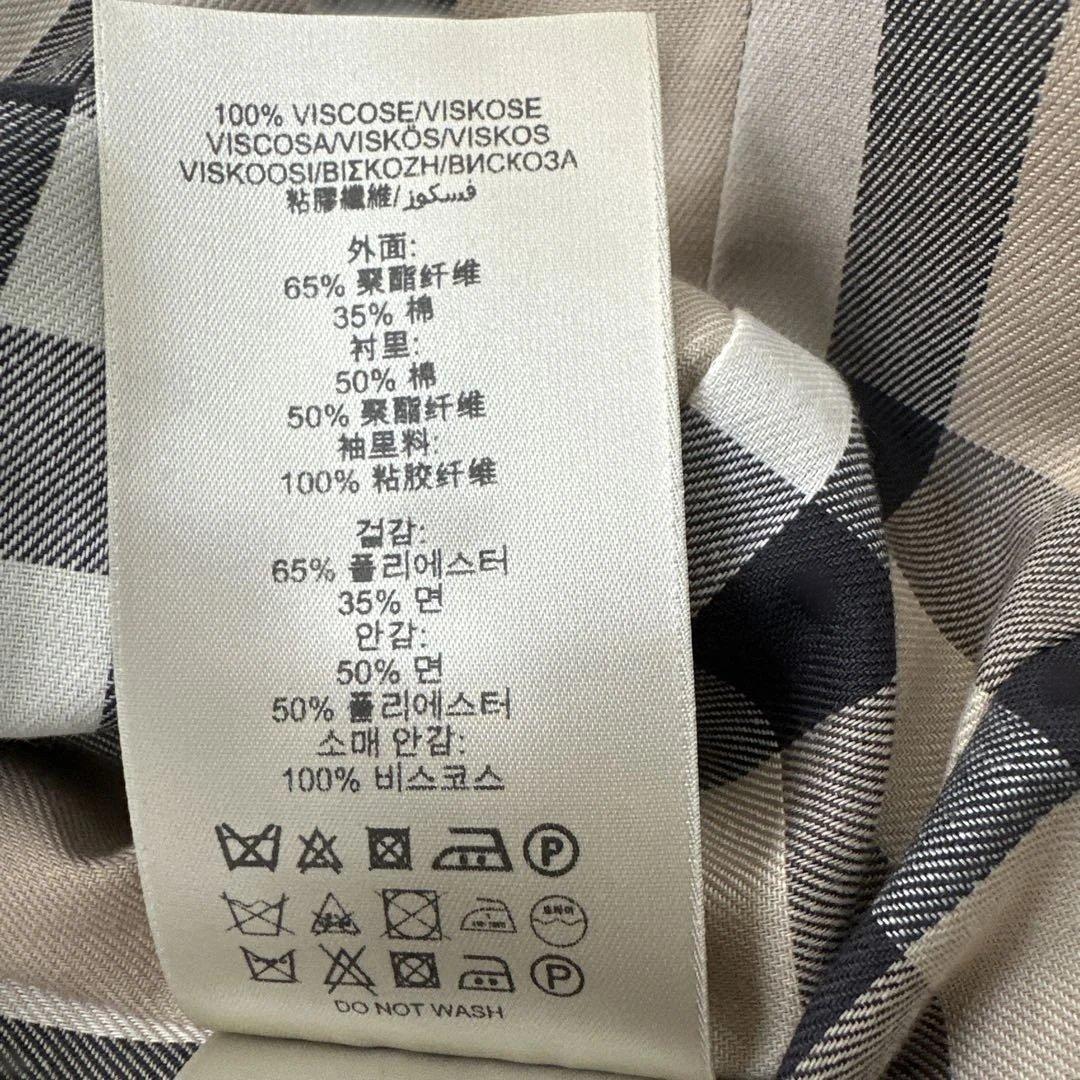 100% VISCOSE/VISKOSE
VISCOSA/VISKÖS/VISKOS
VISKOOSI/ΒΙΣΚΟΖΗ/ВИСКОЗА
粘膠纖維/فسكوز
外面:
65% 聚酯纤维
35% 棉
衬里:
50% 棉
50% 聚酯纤维
袖里料:
100% 粘胶纤维
겉감:
65% 폴리에스터
35% 면
안감:
50% 면
50% 폴리에스터
소매 안감:
100% 비스코스
P
드라이
P
DO NOT WASH